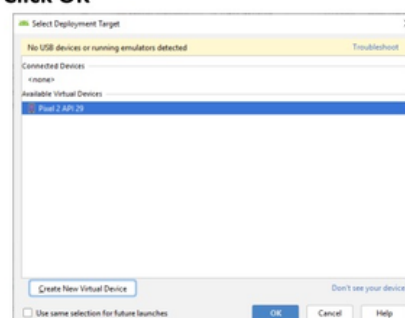 Click OK
Select Deployment Target
No USB devices or running emulators detected Troubleshoot
Connected Devices
<none>
Available Virtual Devices
Pixel 2 API 29
Create New Virtual Device Don't see your device
Use same selection for future launches OK Cancel Help